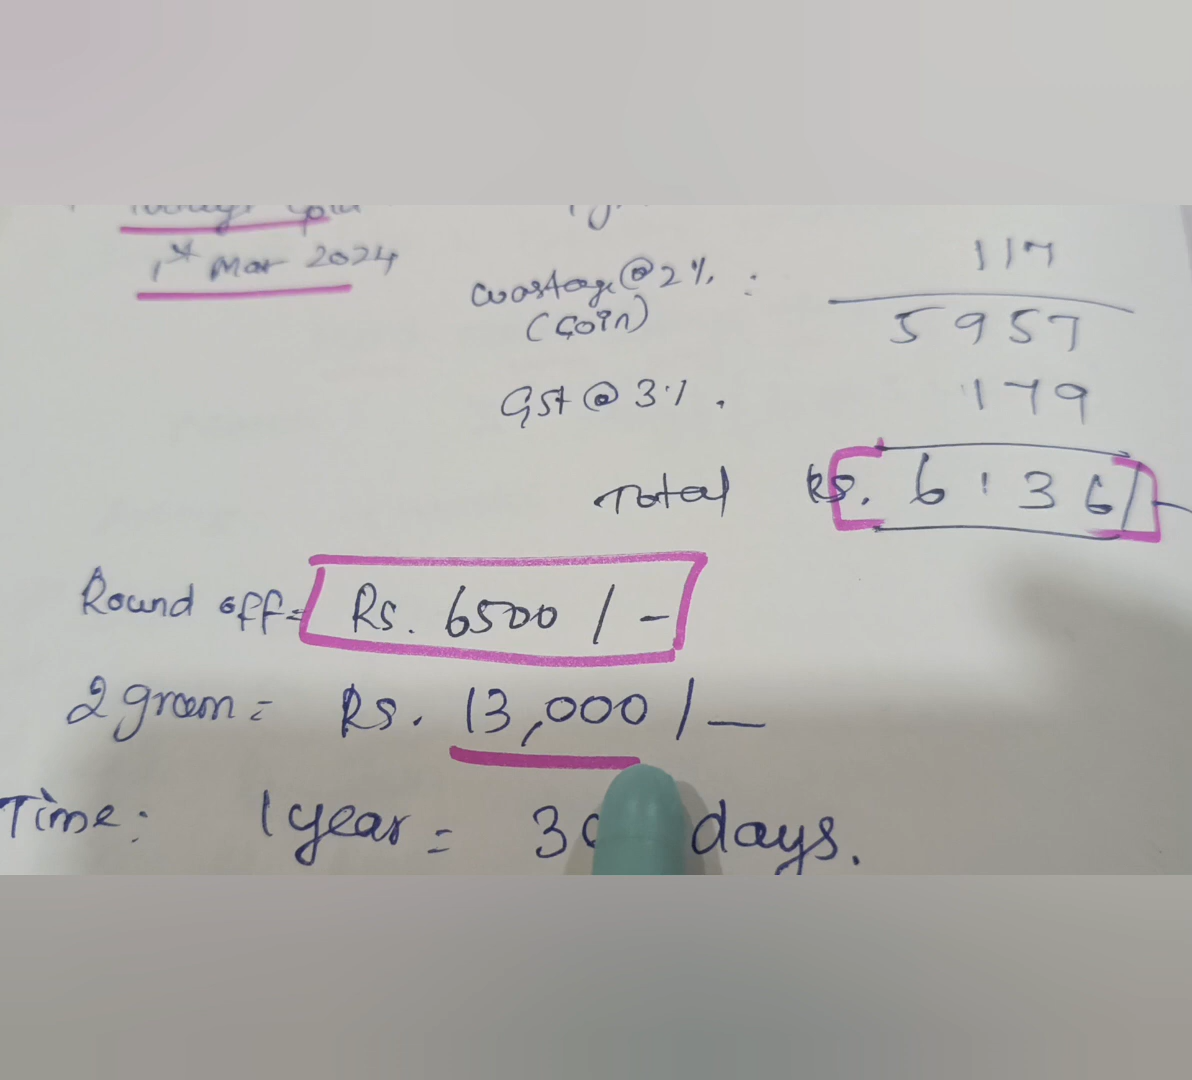 1st Mar 2024
117
wastage @ 2% :
(coin)
5957
GST @ 3% .
179
Total Rs. 6136/-
Round off = Rs. 6500/-
2 gram = Rs. 13,000/-
Time: 1 year = days.